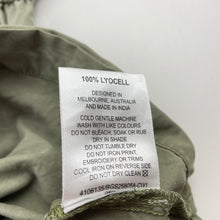 100% LYOCELL
DESIGNED IN
MELBOURNE, AUSTRALIA
AND MADE IN INDIA
COLD GENTLE MACHINE
WASH WITH LIKE COLOURS
DO NOT BLEACH, SOAK OR RUB
DRY IN SHADE
DO NOT TUMBLE DRY
DO NOT IRON PRINT,
EMBROIDERY OR TRIMS
COOL IRON ON REVERSE SIDE
DO NOT DRY CLEAN